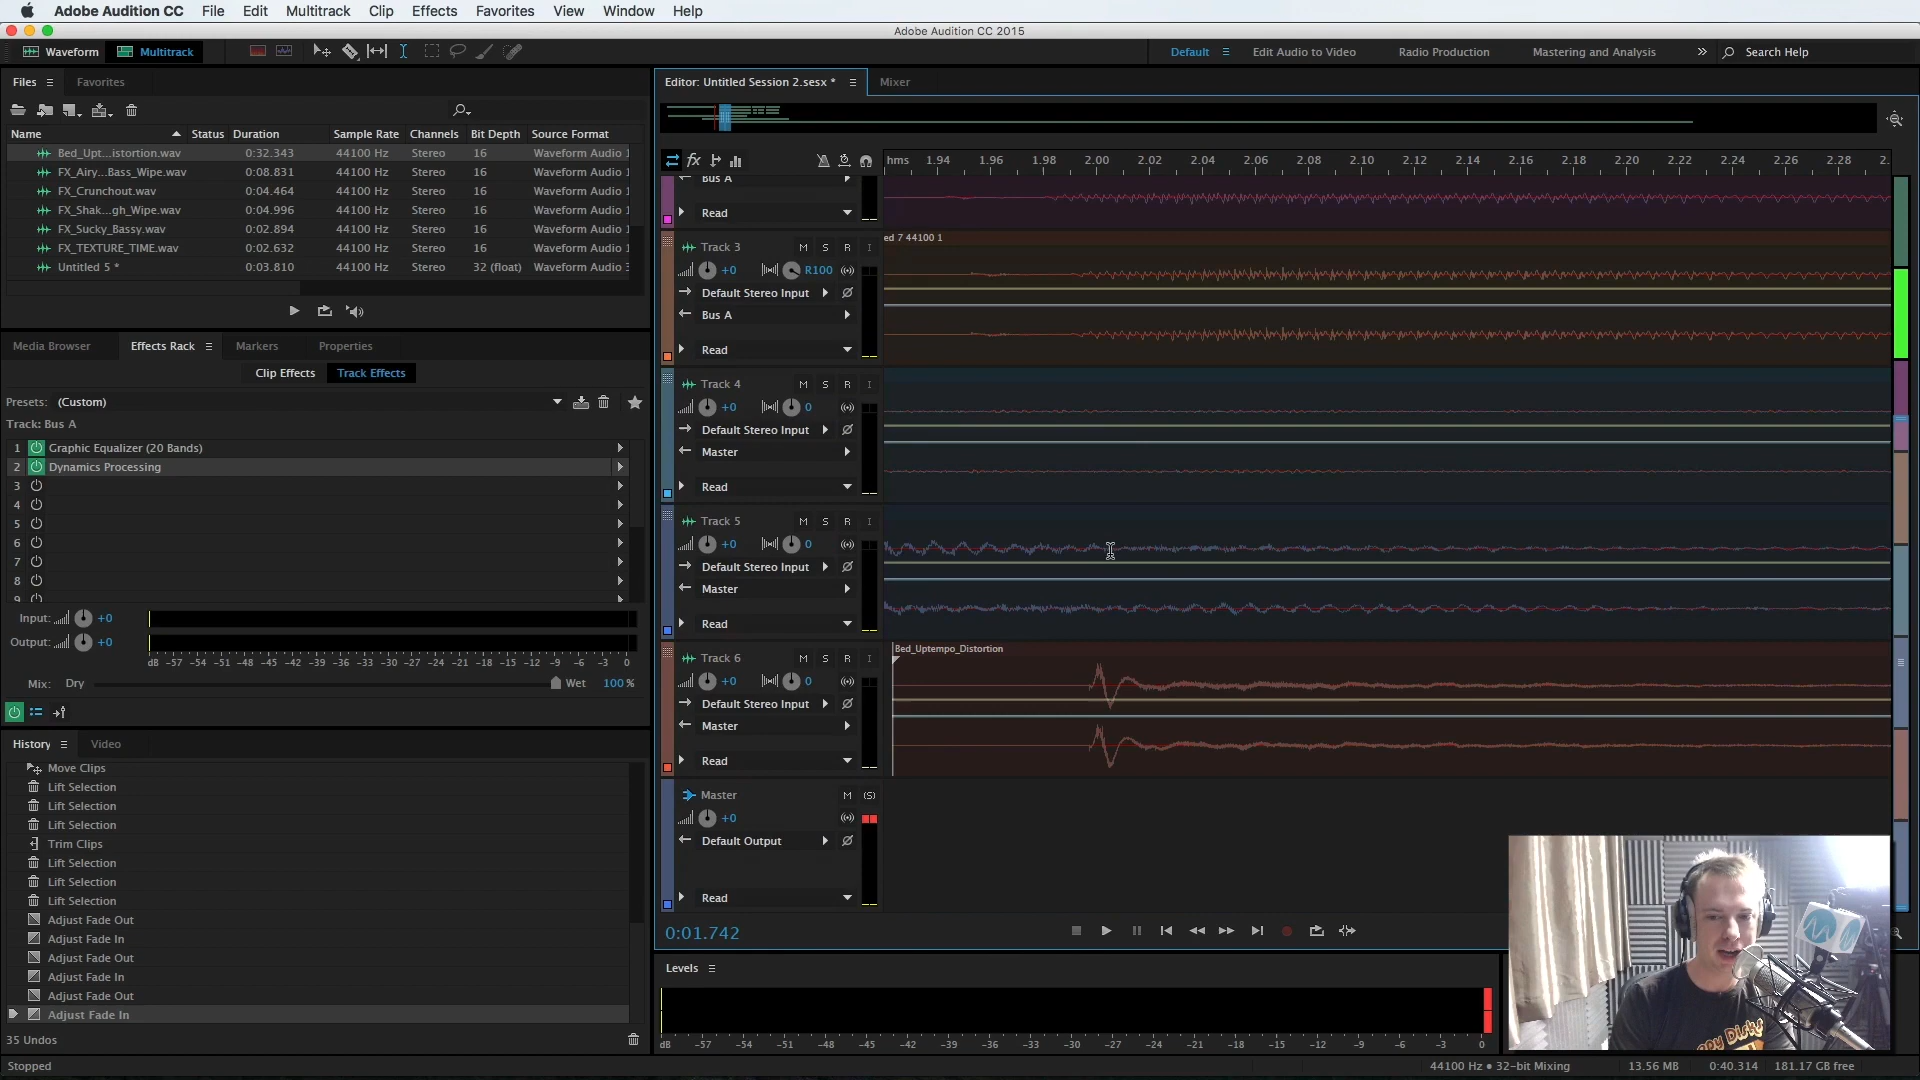 Adobe Audition CC File Edit Multitrack Clip Effects Favorites View Window Help
Adobe Audition CC 2015
Waveform Multitrack Default Edit Audio to Video Radio Production Mastering and Analysis Search Help
Files Favorites
Name Status Duration Sample Rate Channels Bit Depth Source Format
Bed_Upt...istortion.wav 0:32.343 44100 Hz Stereo 16 Waveform Audio 1
FX_Airy...Bass_Wipe.wav 0:08.831 44100 Hz Stereo 16 Waveform Audio 1
FX_Crunchout.wav 0:04.464 44100 Hz Stereo 16 Waveform Audio 1
FX_Shak...gh_Wipe.wav 0:04.996 44100 Hz Stereo 16 Waveform Audio 1
FX_Sucky_Bassy.wav 0:02.894 44100 Hz Stereo 16 Waveform Audio 1
FX_TEXTURE_TIME.wav 0:02.632 44100 Hz Stereo 16 Waveform Audio 1
Untitled 5 * 0:03.810 44100 Hz Stereo 32 (float) Waveform Audio 3
Media Browser Effects Rack Markers Properties
Clip Effects Track Effects
Presets: (Custom)
Track: Bus A
1 Graphic Equalizer (20 Bands)
2 Dynamics Processing
3
4
5
6
7
8
9
Input: +0
Output: +0
dB -57 -54 -51 -48 -45 -42 -39 -36 -33 -30 -27 -24 -21 -18 -15 -12 -9 -6 -3 0
Mix: Dry Wet 100 %
History Video
Move Clips
Lift Selection
Lift Selection
Lift Selection
Trim Clips
Lift Selection
Lift Selection
Lift Selection
Adjust Fade Out
Adjust Fade In
Adjust Fade Out
Adjust Fade In
Adjust Fade Out
Adjust Fade In
35 Undos
Stopped
Editor: Untitled Session 2.sesx * Mixer
fx hms 1.94 1.96 1.98 2.00 2.02 2.04 2.06 2.08 2.10 2.12 2.14 2.16 2.18 2.20 2.22 2.24 2.26 2.28 2.
Bus A
Read
Track 3 M S R I
ed 7 44100 1
+0 R100
Default Stereo Input
Bus A
Read
Track 4 M S R I
+0 0
Default Stereo Input
Master
Read
Track 5 M S R I
+0 0
Default Stereo Input
Master
Read
Track 6 M S R I
Bed_Uptempo_Distortion
+0 0
Default Stereo Input
Master
Read
Master M (S)
+0
Default Output
Read
0:01.742
Levels
dB -57 -54 -51 -48 -45 -42 -39 -36 -33 -30 -27 -24 -21 -18 -15 -12 -9 -6 -3 0
44100 Hz • 32-bit Mixing 13.56 MB 0:40.314 181.17 GB free